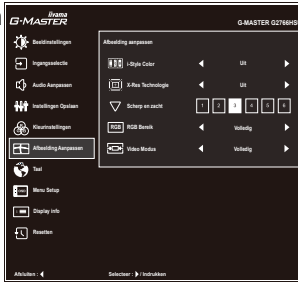 iiyama
G-MASTER
G-MASTER G2766HS
Beeldinstellingen
Ingangsselectie
Audio Aanpassen
Instellingen Opslaan
Kleurinstellingen
Afbeelding Aanpassen
Taal
Menu Setup
Display info
Resetten
Afbeelding aanpassen
i-Style Color Uit
X-Res Technologie Uit
Scherp en zacht 1 2 3 4 5 6
RGB RGB Bereik Volledig
Video Modus Volledig
Afsluiten :
Selecteer : / Indrukken